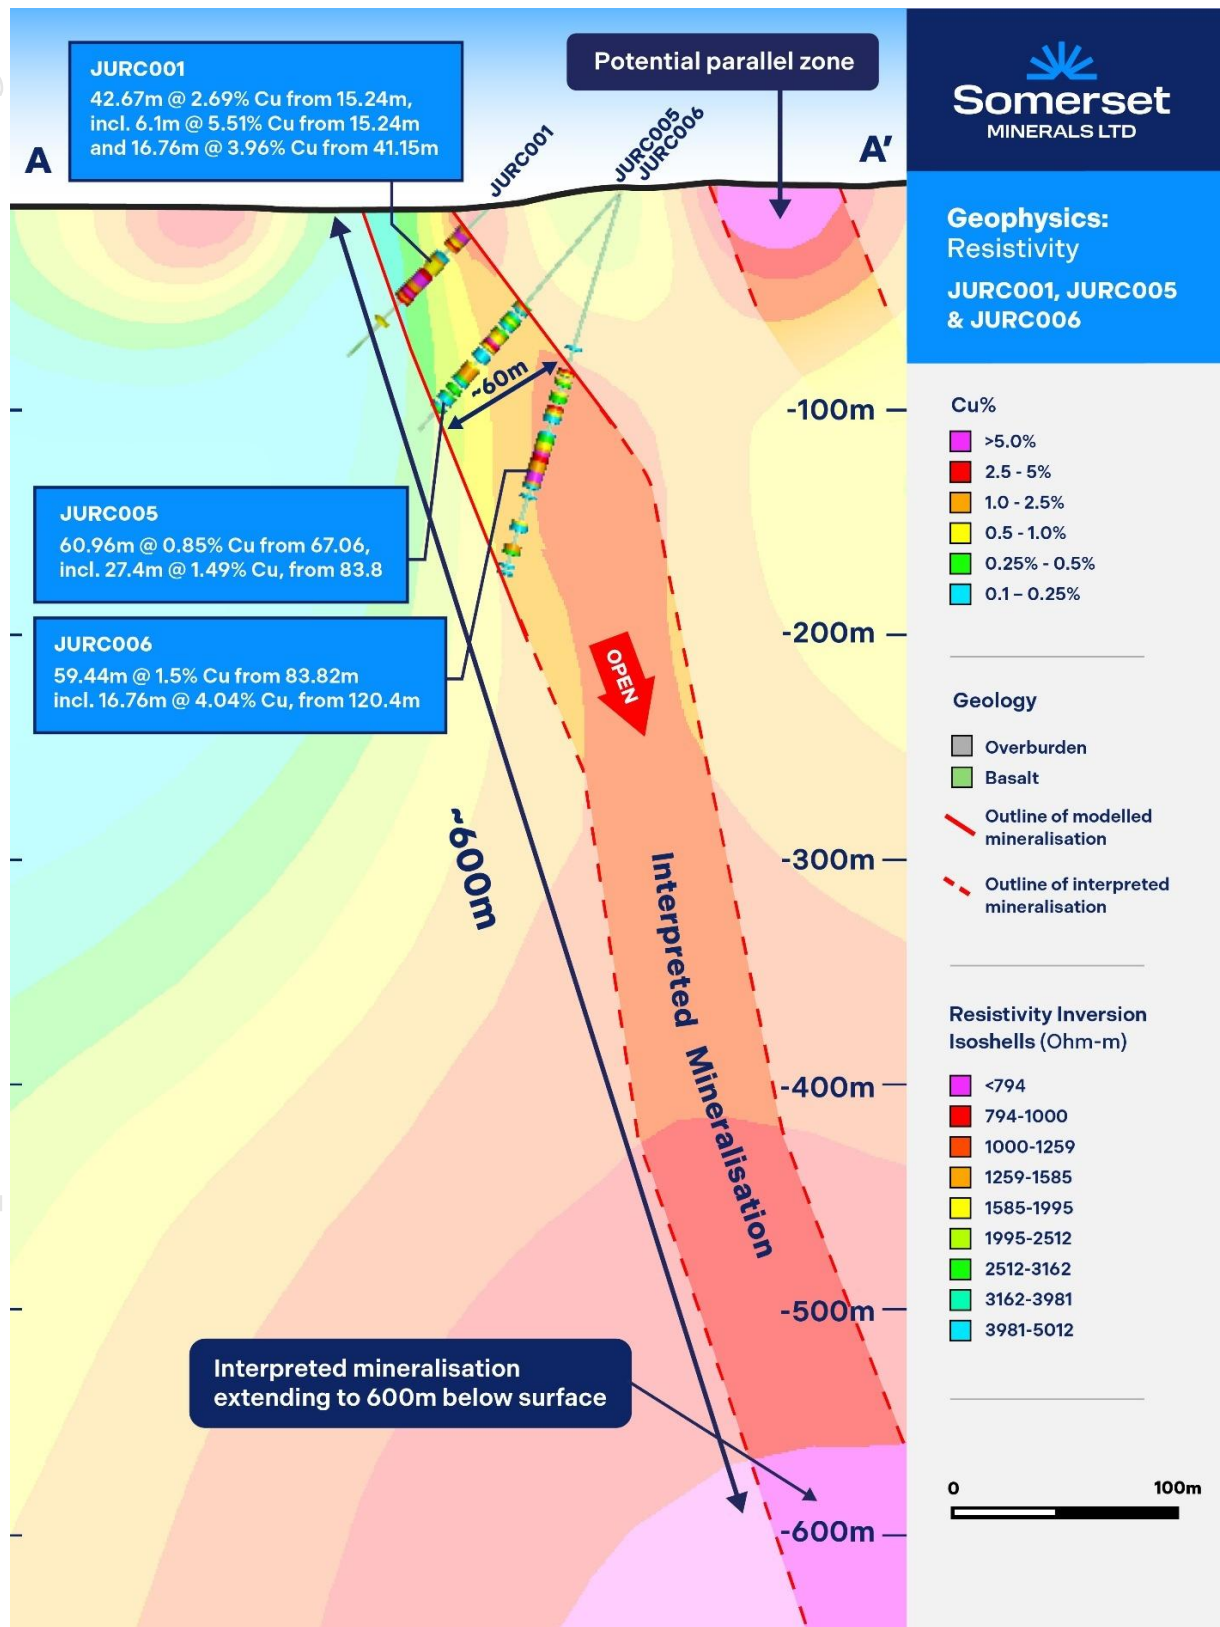 JURC001
42.67m @ 2.69% Cu from 15.24m,
incl. 6.1m @ 5.51% Cu from 15.24m
and 16.76m @ 3.96% Cu from 41.15m
Potential parallel zone
A
A’
JURC001
JURC005
JURC006
~60m
JURC005
60.96m @ 0.85% Cu from 67.06,
incl. 27.4m @ 1.49% Cu, from 83.8
JURC006
59.44m @ 1.5% Cu from 83.82m
incl. 16.76m @ 4.04% Cu, from 120.4m
OPEN
~600m
Interpreted Mineralisation
Interpreted mineralisation
extending to 600m below surface
-100m
-200m
-300m
-400m
-500m
-600m
Somerset
MINERALS LTD
Geophysics:
Resistivity
JURC001, JURC005
& JURC006
Cu%
>5.0%
2.5 - 5%
1.0 - 2.5%
0.5 - 1.0%
0.25% - 0.5%
0.1 – 0.25%
Geology
Overburden
Basalt
Outline of modelled
mineralisation
Outline of interpreted
mineralisation
Resistivity Inversion
Isoshells (Ohm-m)
<794
794-1000
1000-1259
1259-1585
1585-1995
1995-2512
2512-3162
3162-3981
3981-5012
0 100m